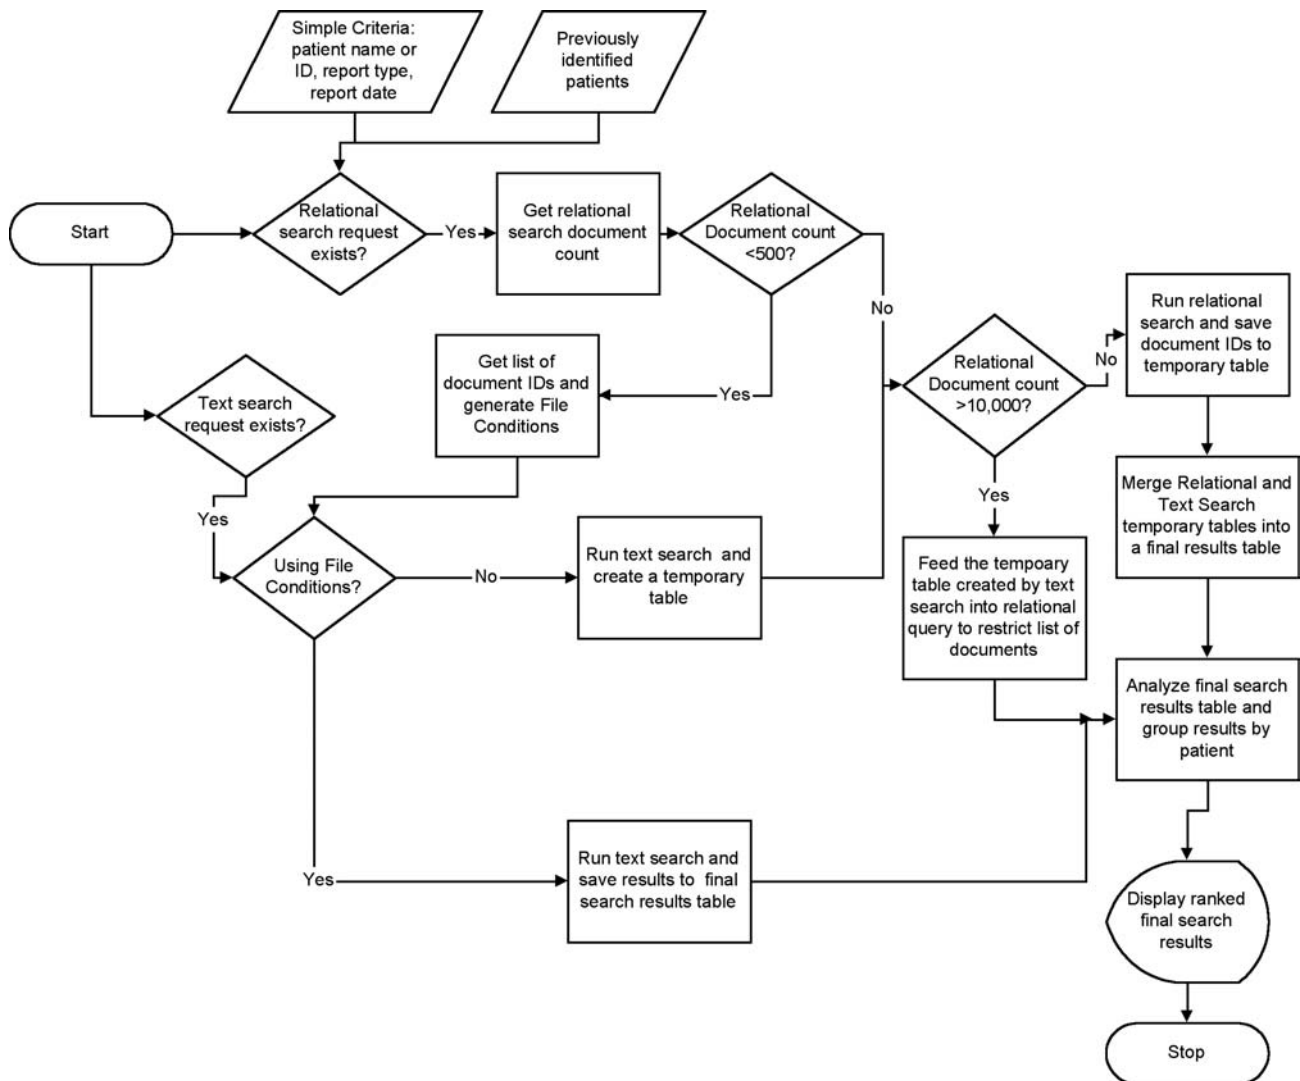 Simple Criteria:
patient name or
ID, report type,
report date
Previously
identified
patients
Start
Relational
search request
exists?
Yes
Get relational
search document
count
Relational
Document count
<500?
No
Yes
Get list of
document IDs and
generate File
Conditions
Relational
Document count
>10,000?
No
Run relational
search and save
document IDs to
temporary table
Text search
request exists?
Yes
Using File
Conditions?
No
Run text search and
create a temporary
table
Yes
Feed the tempoary
table created by text
search into relational
query to restrict list of
documents
Merge Relational and
Text Search
temporary tables into
a final results table
Analyze final search
results table and
group results by
patient
Yes
Run text search and
save results to final
search results table
Display ranked
final search
results
Stop